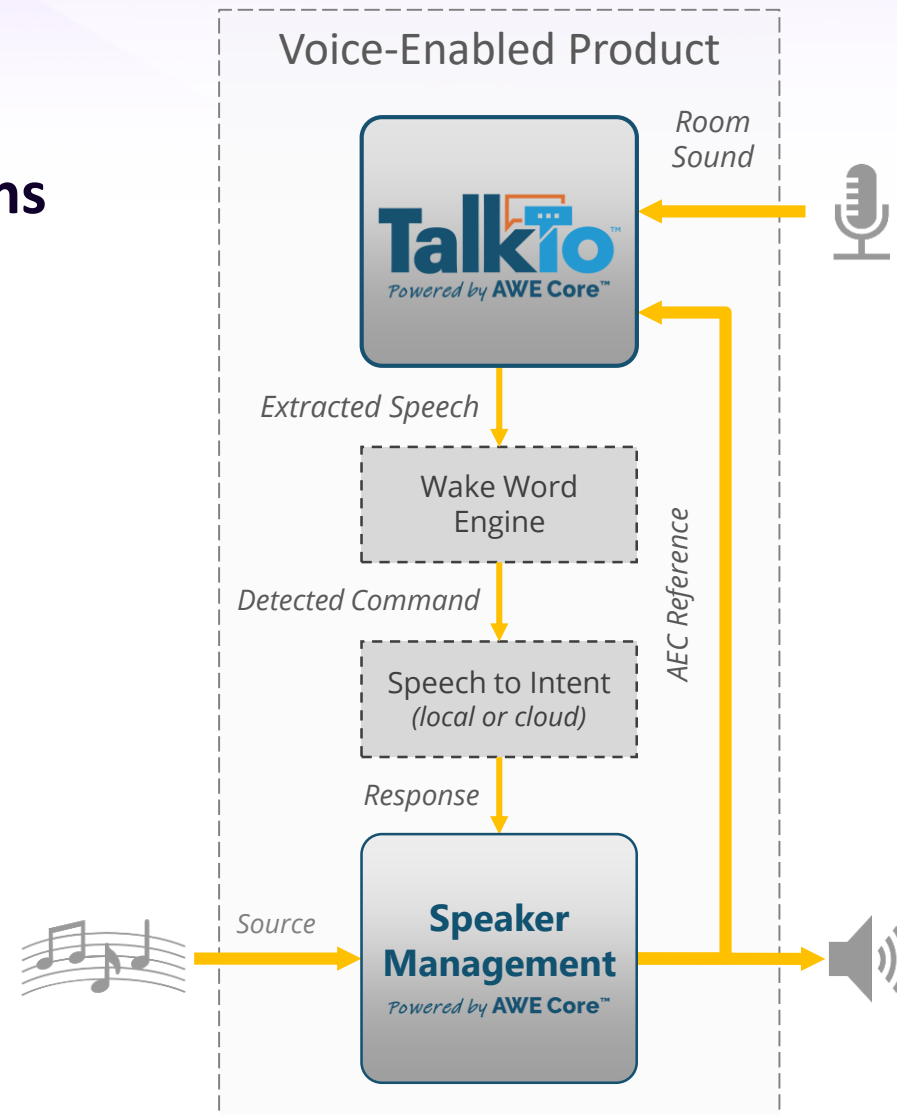 Voice-Enabled Product
ns
Room
Sound
TalkTo™
Powered by AWE Core™
Extracted Speech
Wake Word
Engine
AEC Reference
Detected Command
Speech to Intent
(local or cloud)
Response
Source
Speaker
Management
Powered by AWE Core™